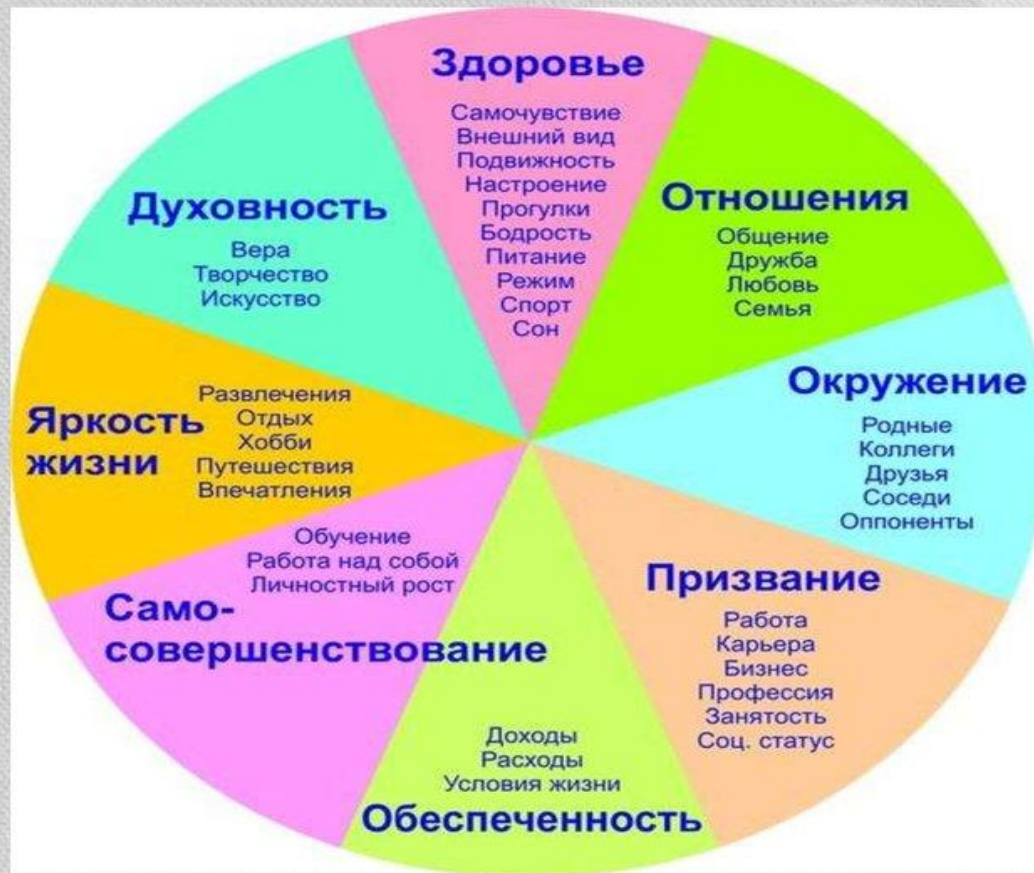 Здоровье
Самочувствие
Внешний вид
Подвижность
Настроение
Прогулки
Бодрость
Питание
Режим
Спорт
Сон
Отношения
Общение
Дружба
Любовь
Семья
Окружение
Родные
Коллеги
Друзья
Соседи
Оппоненты
Призвание
Работа
Карьера
Бизнес
Профессия
Занятость
Соц. статус
Доходы
Расходы
Условия жизни
Обеспеченность
Обучение
Работа над собой
Личностный рост
Само-
совершенствование
Яркость
жизни
Развлечения
Отдых
Хобби
Путешествия
Впечатления
Духовность
Вера
Творчество
Искусство